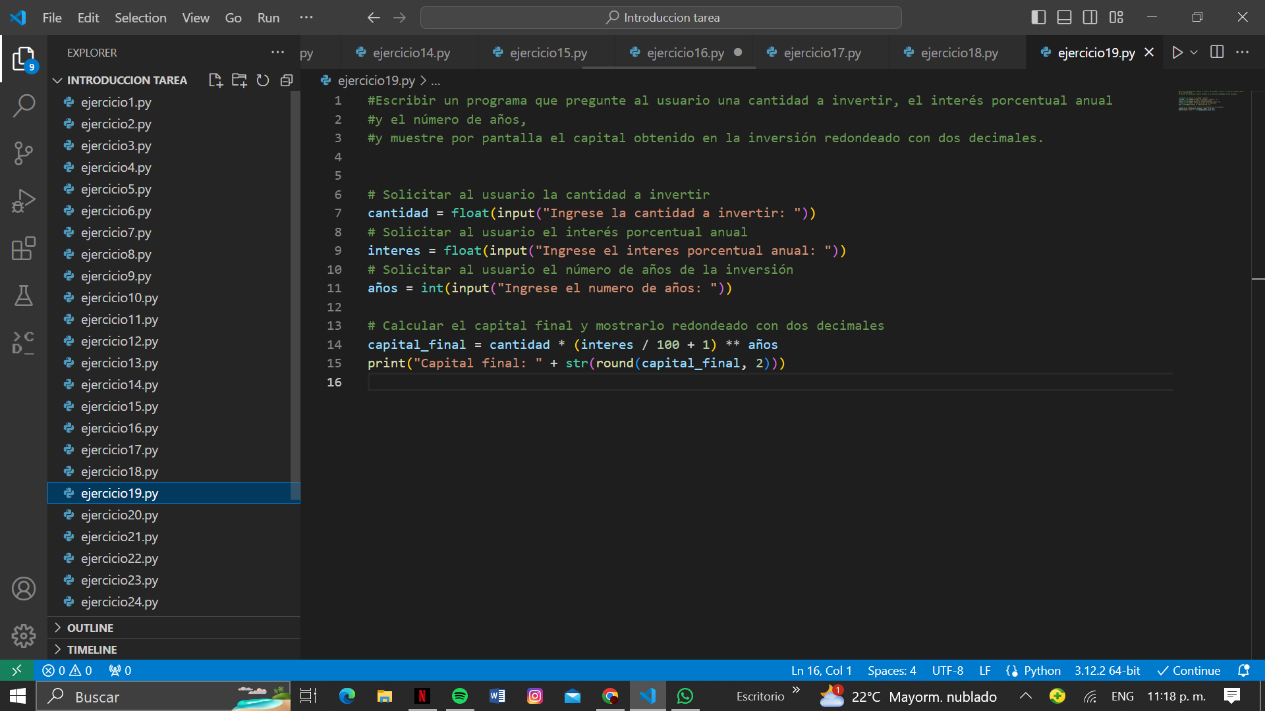 File Edit Selection View Go Run ···
Introduccion tarea
EXPLORER ···
py ejercicio14.py ejercicio15.py ejercicio16.py ejercicio17.py ejercicio18.py ejercicio19.py
INTRODUCCION TAREA
ejercicio1.py
ejercicio2.py
ejercicio3.py
ejercicio4.py
ejercicio5.py
ejercicio6.py
ejercicio7.py
ejercicio8.py
ejercicio9.py
ejercicio10.py
ejercicio11.py
ejercicio12.py
ejercicio13.py
ejercicio14.py
ejercicio15.py
ejercicio16.py
ejercicio17.py
ejercicio18.py
ejercicio19.py
ejercicio20.py
ejercicio21.py
ejercicio22.py
ejercicio23.py
ejercicio24.py
OUTLINE
TIMELINE
9
ejercicio19.py > ...
1 #Escribir un programa que pregunte al usuario una cantidad a invertir, el interés porcentual anual
2 #y el número de años,
3 #y muestre por pantalla el capital obtenido en la inversión redondeado con dos decimales.
4
5
6 # Solicitar al usuario la cantidad a invertir
7 cantidad = float(input("Ingrese la cantidad a invertir: "))
8 # Solicitar al usuario el interés porcentual anual
9 interes = float(input("Ingrese el interes porcentual anual: "))
10 # Solicitar al usuario el número de años de la inversión
11 años = int(input("Ingrese el numero de años: "))
12
13 # Calcular el capital final y mostrarlo redondeado con dos decimales
14 capital_final = cantidad * (interes / 100 + 1) ** años
15 print("Capital final: " + str(round(capital_final, 2)))
16
0 0 0 Ln 16, Col 1 Spaces: 4 UTF-8 LF Python 3.12.2 64-bit Continue
Buscar Escritorio » 1 22°C Mayorm. nublado ENG 11:18 p. m.